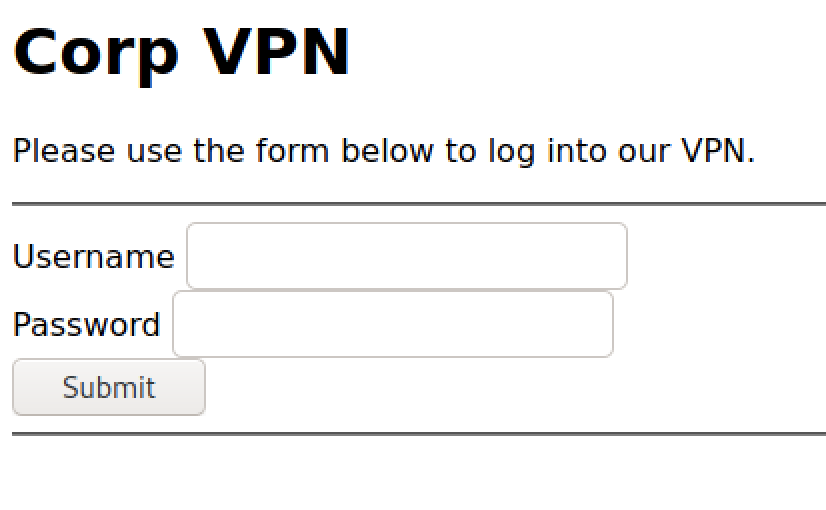 Corp VPN
Please use the form below to log into our VPN.
Username
Password
Submit